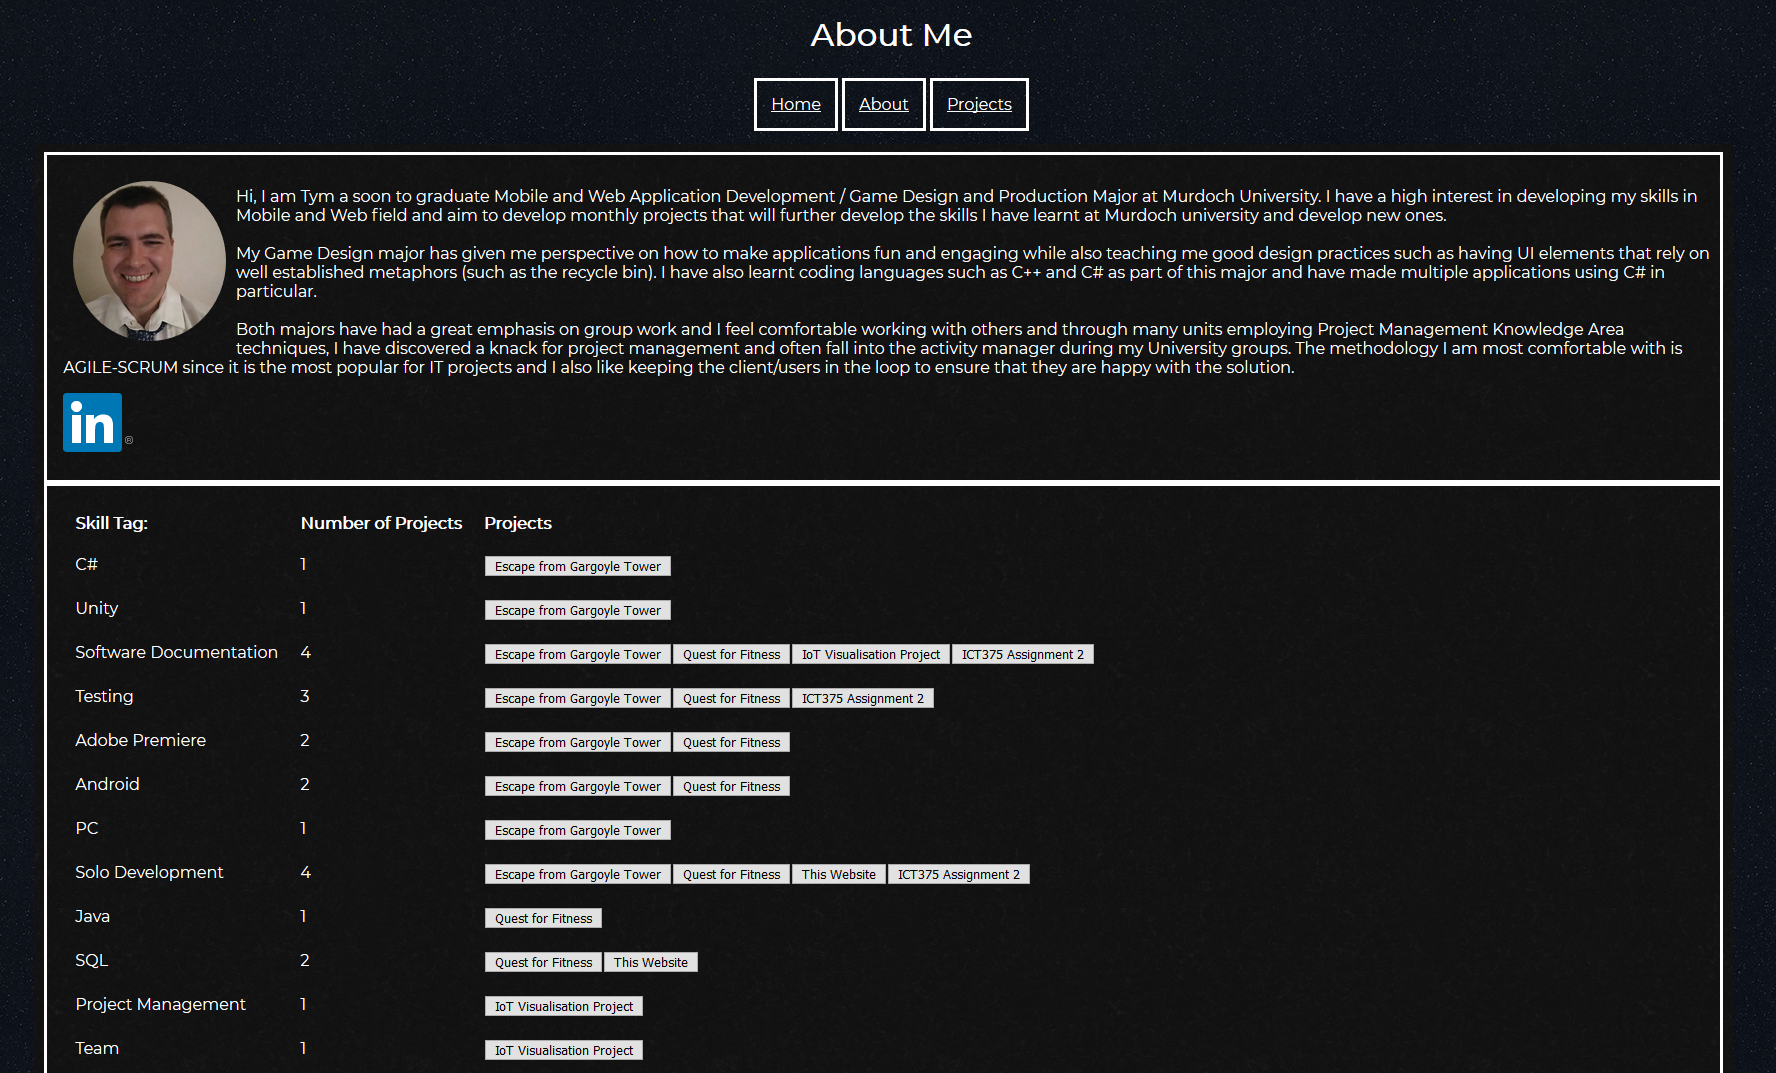 About Me
Home About Projects
Hi, I am Tym a soon to graduate Mobile and Web Application Development / Game Design and Production Major at Murdoch University. I have a high interest in developing my skills in
Mobile and Web field and aim to develop monthly projects that will further develop the skills I have learnt at Murdoch university and develop new ones.
My Game Design major has given me perspective on how to make applications fun and engaging while also teaching me good design practices such as having UI elements that rely on
well established metaphors (such as the recycle bin). I have also learnt coding languages such as C++ and C# as part of this major and have made multiple applications using C# in
particular.
Both majors have had a great emphasis on group work and I feel comfortable working with others and through many units employing Project Management Knowledge Area
techniques, I have discovered a knack for project management and often fall into the activity manager during my University groups. The methodology I am most comfortable with is
AGILE-SCRUM since it is the most popular for IT projects and I also like keeping the client/users in the loop to ensure that they are happy with the solution.
in ®
Skill Tag: Number of Projects Projects
C# 1 Escape from Gargoyle Tower
Unity 1 Escape from Gargoyle Tower
Software Documentation 4 Escape from Gargoyle Tower Quest for Fitness IoT Visualisation Project ICT375 Assignment 2
Testing 3 Escape from Gargoyle Tower Quest for Fitness ICT375 Assignment 2
Adobe Premiere 2 Escape from Gargoyle Tower Quest for Fitness
Android 2 Escape from Gargoyle Tower Quest for Fitness
PC 1 Escape from Gargoyle Tower
Solo Development 4 Escape from Gargoyle Tower Quest for Fitness This Website ICT375 Assignment 2
Java 1 Quest for Fitness
SQL 2 Quest for Fitness This Website
Project Management 1 IoT Visualisation Project
Team 1 IoT Visualisation Project